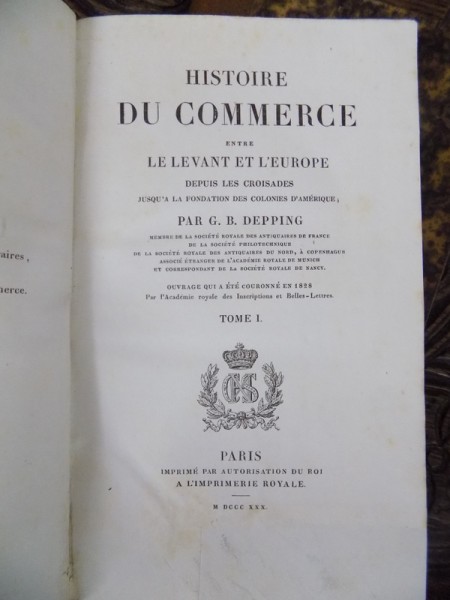 aires,
merce.
HISTOIRE
DU COMMERCE
ENTRE
LE LEVANT ET L'EUROPE
DEPUIS LES CROISADES
JUSQU'A LA FONDATION DES COLONIES D'AMÉRIQUE;
PAR G. B. DEPPING
MEMBRE DE LA SOCIÉTÉ ROYALE DES ANTIQUAIRES DE FRANCE
DE LA SOCIÉTÉ PHILOTECHNIQUE
DE LA SOCIÉTÉ ROYALE DES ANTIQUAIRES DU NORD, À COPENHAGUE
ASSOCIÉ ÉTRANGER DE L'ACADÉMIE ROYALE DE MUNICH
ET CORRESPONDANT DE LA SOCIÉTÉ ROYALE DE NANCY.
OUVRAGE QUI A ÉTÉ COURONNÉ EN 1828
Par l'Académie royale des Inscriptions et Belles-Lettres.
TOME I.
PARIS
IMPRIMÉ PAR AUTORISATION DU ROI
A L'IMPRIMERIE ROYALE.
M DCCC XXX.